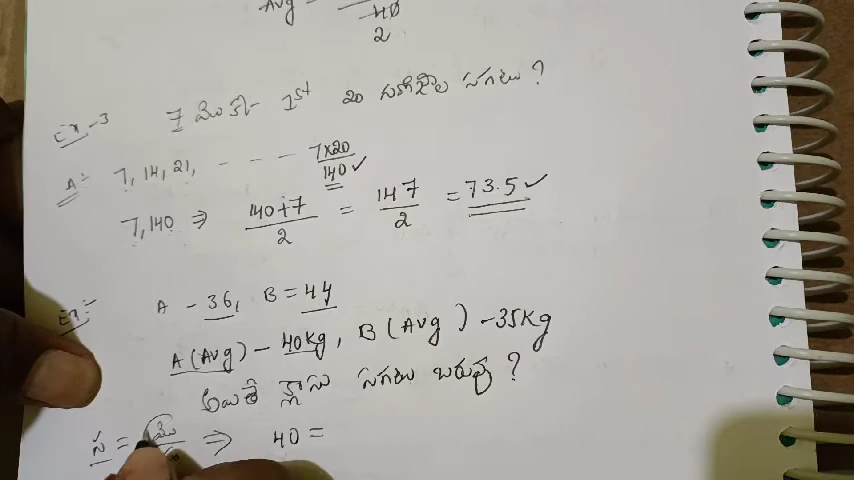 Avg -
40
2
Ex-3 7 యొక్క 1st 20 గుణిజాల సగటు?
A:- 7, 14, 21, - - - 7x20
140 ✓
7, 140 ⇒ 140+7 / 2 = 147 / 2 = 73.5 ✓
Ex:- A - 36, B = 44
A (Avg) - 40kg, B (Avg) - 35Kg
అయితే క్లాసు సగటు బరువు?
స = మొ ⇒ 40 =